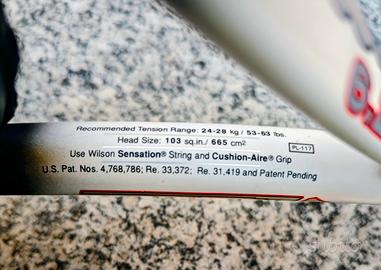 Recommended Tension Range: 24-28 kg / 53-63 lbs.
Head Size: 103 sq.in./ 665 cm²
PL-117
Use Wilson Sensation® String and Cushion-Aire® Grip
U.S. Pat. Nos. 4,768,786; Re. 33,372; Re. 31,419 and Patent Pending